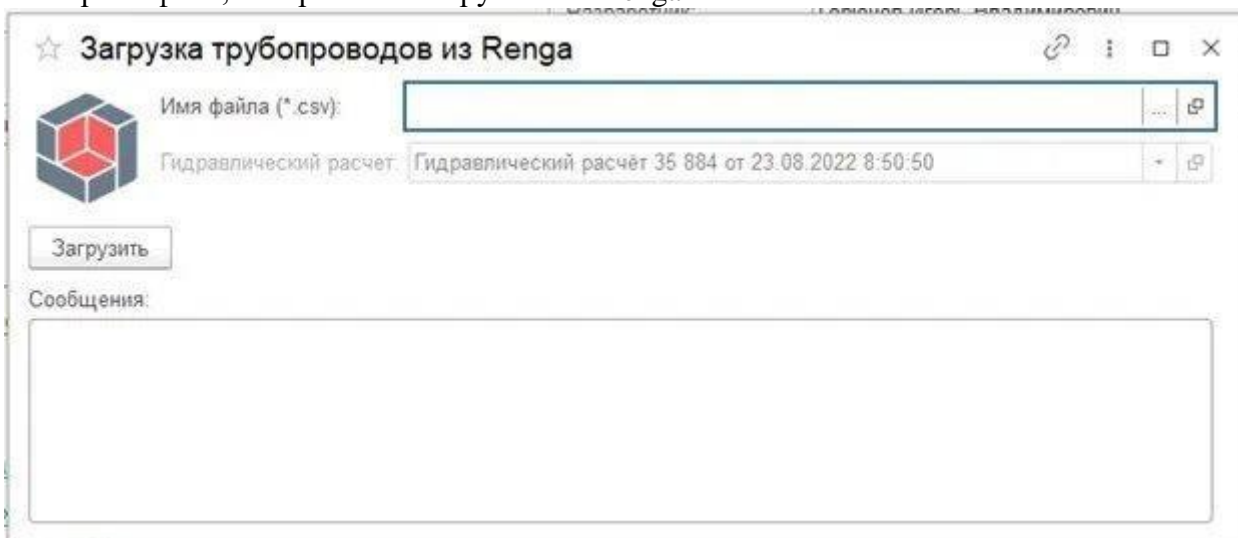 Загрузка трубопроводов из Renga
Имя файла (*.csv):
...
Гидравлический расчет: Гидравлический расчёт 35 884 от 23.08.2022 8:50:50
Загрузить
Сообщения: